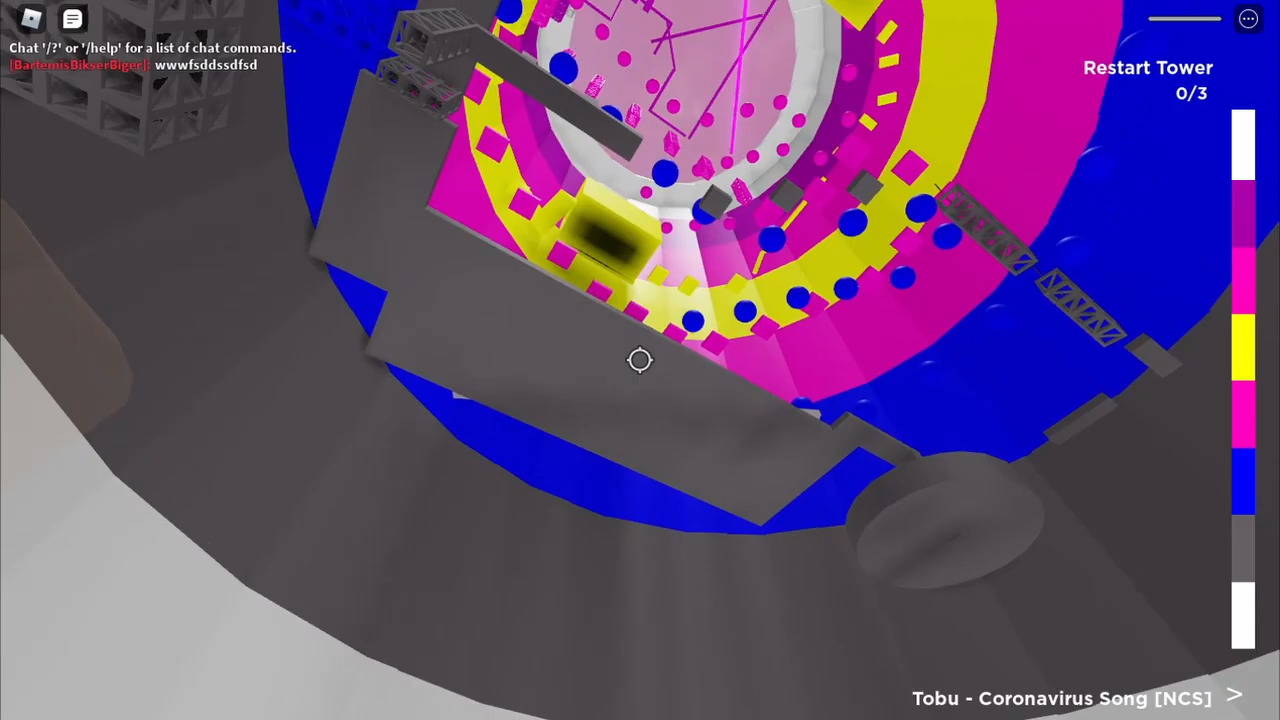 Chat '/?' or '/help' for a list of chat commands.
[BartemisBikserBiger]: wwwfsddssdfsd
Restart Tower
0/3
Tobu - Coronavirus Song [NCS] >